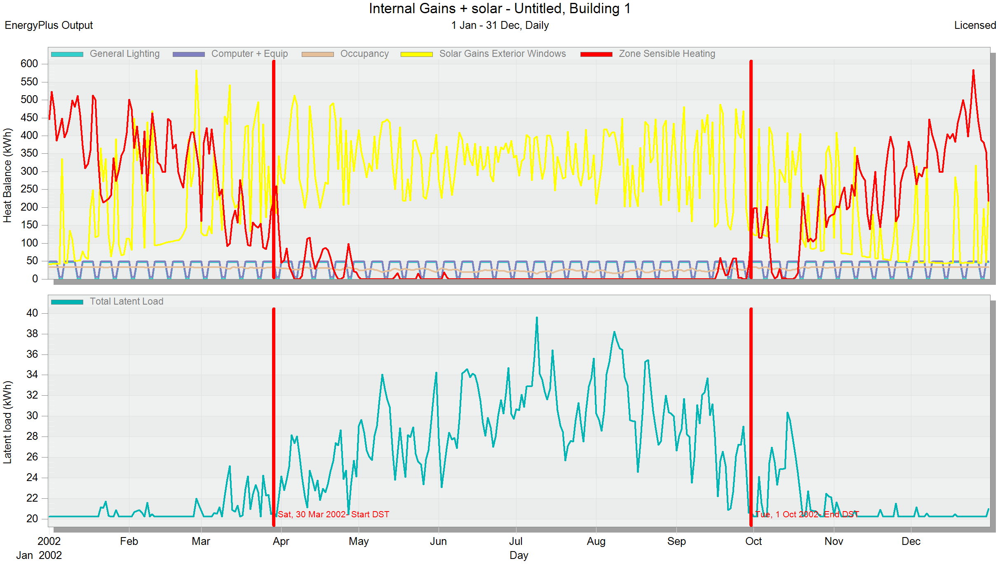 Internal Gains + solar - Untitled, Building 1
EnergyPlus Output
1 Jan - 31 Dec, Daily
Licensed
General Lighting
Computer + Equip
Occupancy
Solar Gains Exterior Windows
Zone Sensible Heating
600
550
500
450
400
350
300
250
200
150
100
50
0
Heat Balance (kWh)
Total Latent Load
40
38
36
34
32
30
28
26
24
22
20
Latent load (kWh)
Sat, 30 Mar 2002- Start DST
Tue, 1 Oct 2002- End DST
2002 Feb Mar Apr May Jun Jul Aug Sep Oct Nov Dec
Jan 2002
Day